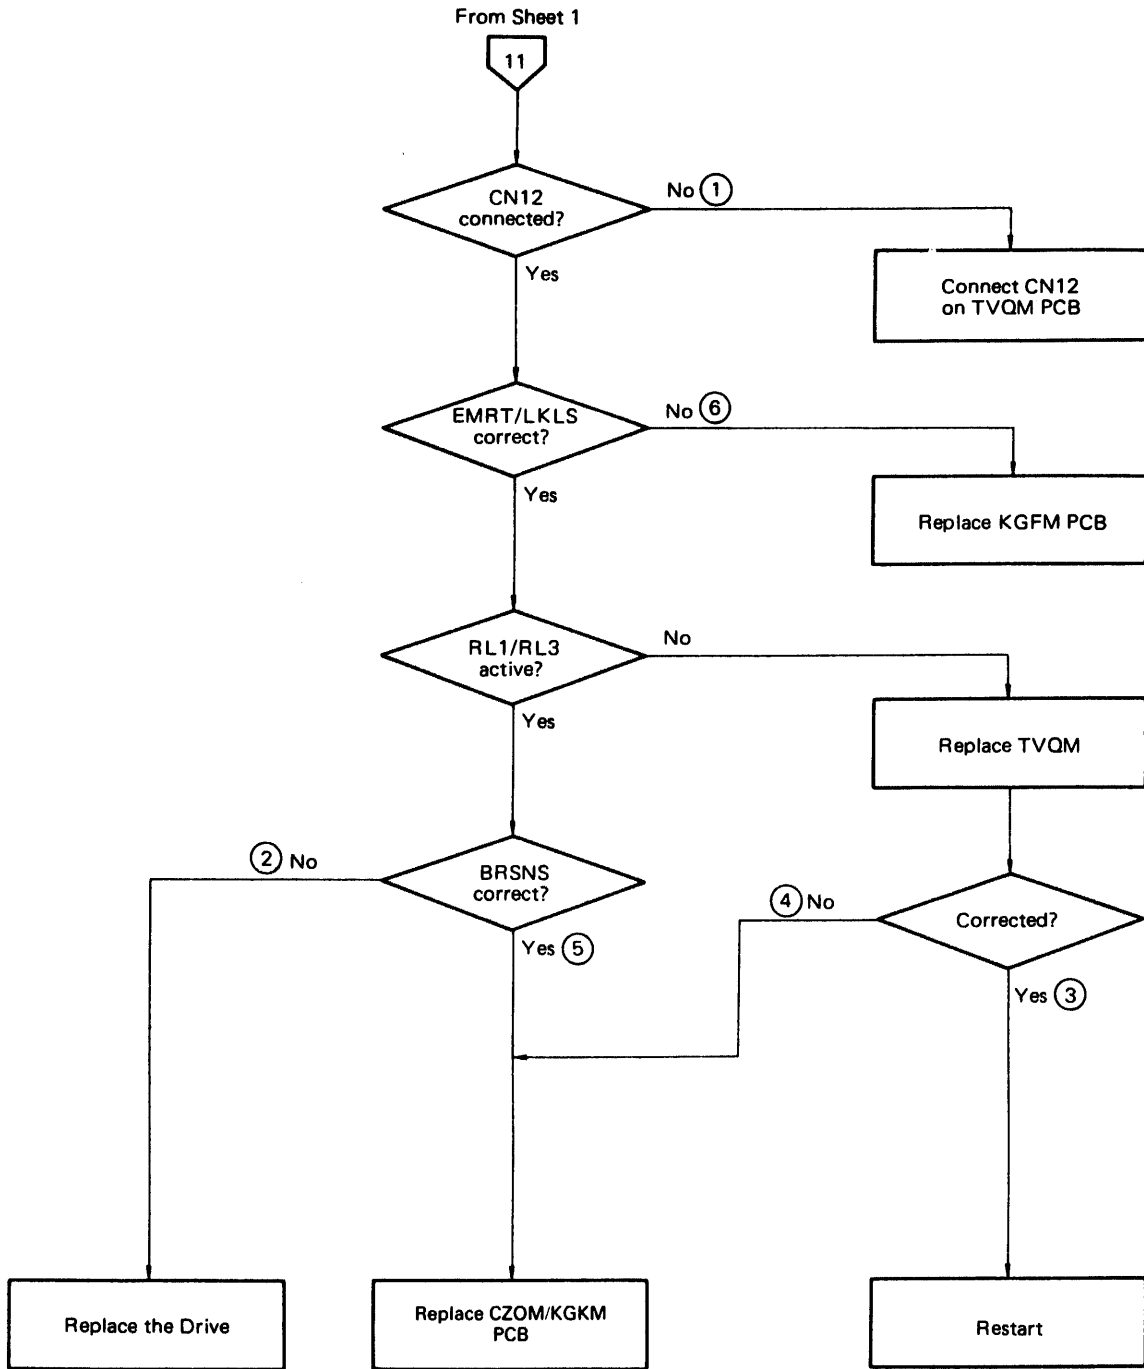 From Sheet 1
11
CN12
connected?
No ①
Yes
Connect CN12
on TVQM PCB
EMRT/LKLS
correct?
No ⑥
Yes
Replace KGFM PCB
RL1/RL3
active?
No
Yes
Replace TVQM
BRSNS
correct?
② No
Yes ⑤
Corrected?
④ No
Yes ③
Replace the Drive
Replace CZOM/KGKM
PCB
Restart